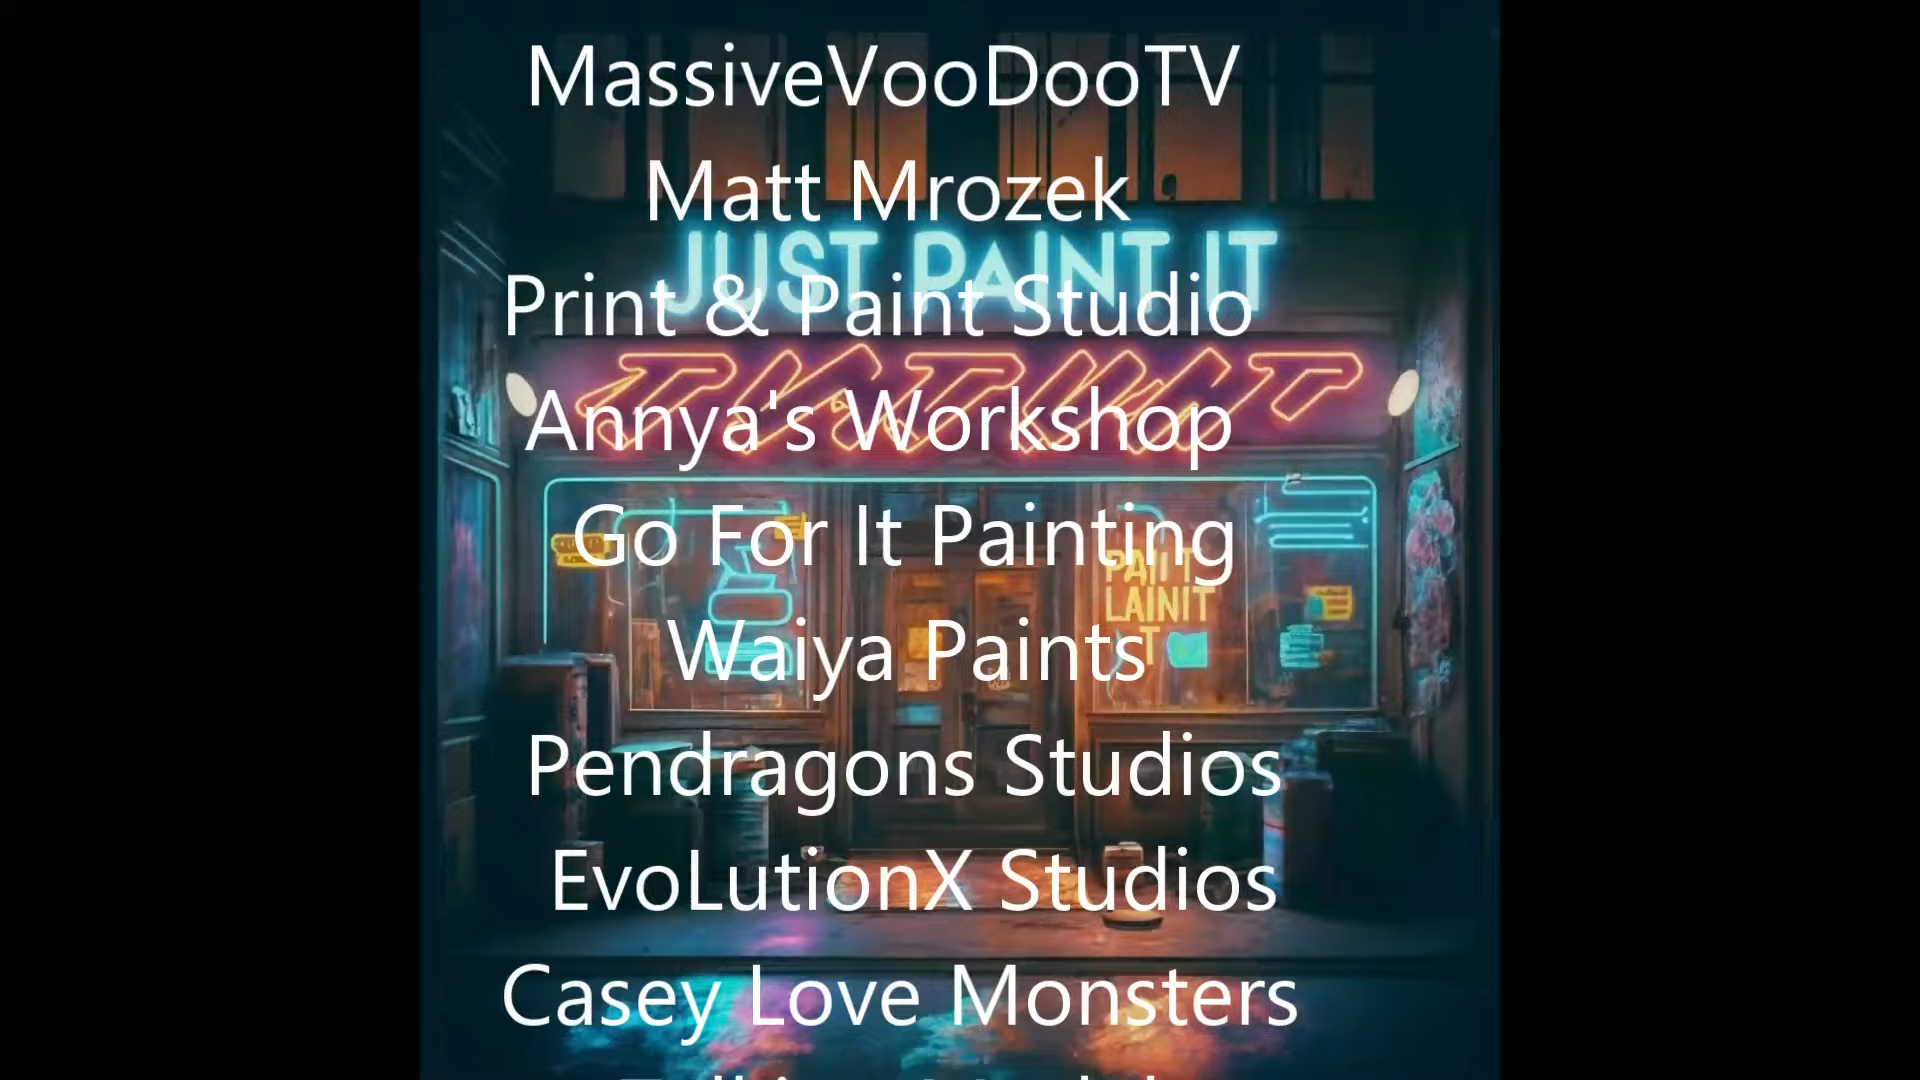 MassiveVooDooTV
Matt Mrozek
JUST PAINT IT
Print & Paint Studio
Annya's Workshop
Go For It Painting
LAINIT
Waiya Paints
Pendragons Studios
EvoLutionX Studios
Casey Love Monsters